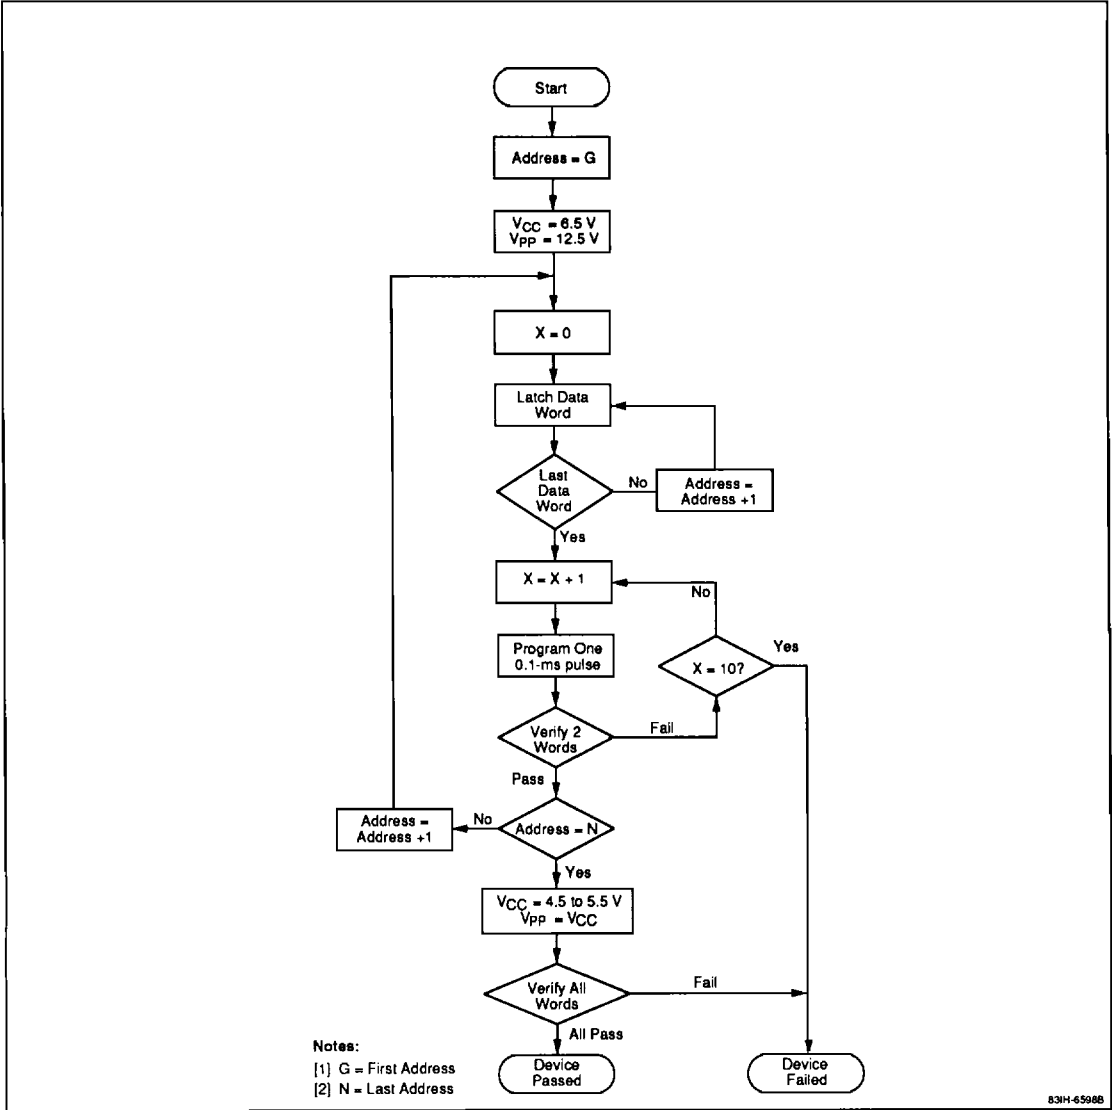 Start
Address = G
VCC = 6.5 V
VPP = 12.5 V
X = 0
Latch Data
Word
Last
Data
Word
No
Address =
Address +1
Yes
X = X + 1
No
Program One
0.1-ms pulse
X = 10?
Yes
Verify 2
Words
Fail
Pass
Address = N
No
Address =
Address +1
Yes
VCC = 4.5 to 5.5 V
VPP = VCC
Verify All
Words
Fail
All Pass
Device
Passed
Device
Failed
Notes:
[1] G = First Address
[2] N = Last Address
83IH-6598B